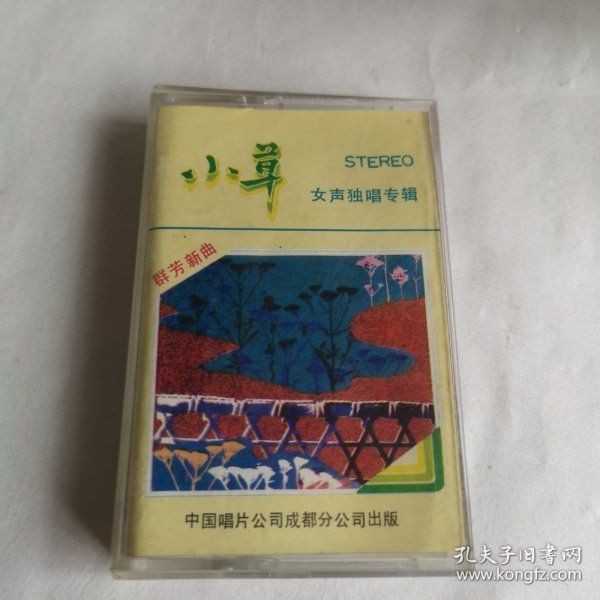 小草
STEREO
女声独唱专辑
群芳新曲
中国唱片公司成都分公司出版
孔夫子旧书网
www.kongfz.com